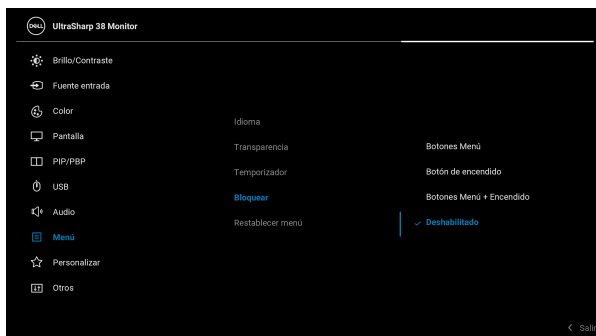 DELL
UltraSharp 38 Monitor
Brillo/Contraste
Fuente entrada
Color
Pantalla
PIP/PBP
USB
Audio
Menú
Personalizar
Otros
Idioma
Transparencia
Temporizador
Bloquear
Restablecer menú
Botones Menú
Botón de encendido
Botones Menú + Encendido
Deshabilitado
Salir